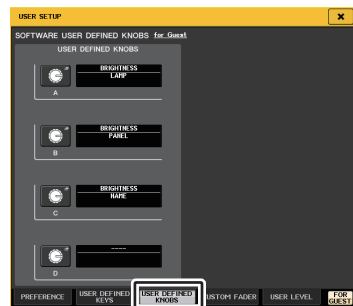 USER SETUP
SOFTWARE USER DEFINED KNOBS for Guest
USER DEFINED KNOBS
BRIGHTNESS
LAMP
A
BRIGHTNESS
PANEL
B
BRIGHTNESS
NAME
C
----
D
PREFERENCE
USER DEFINED
KEYS
USER DEFINED
KNOBS
USTOM FADER
USER LEVEL
FOR
GUEST